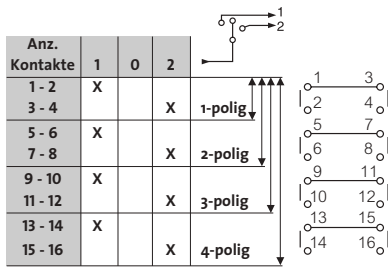 1
2
Anz.
Kontakte 1 0 2
1 - 2 X
3 - 4 X 1-polig
5 - 6 X
7 - 8 X 2-polig
9 - 10 X
11 - 12 X 3-polig
13 - 14 X
15 - 16 X 4-polig
1 3
2 4
5 7
6 8
9 11
10 12
13 15
14 16